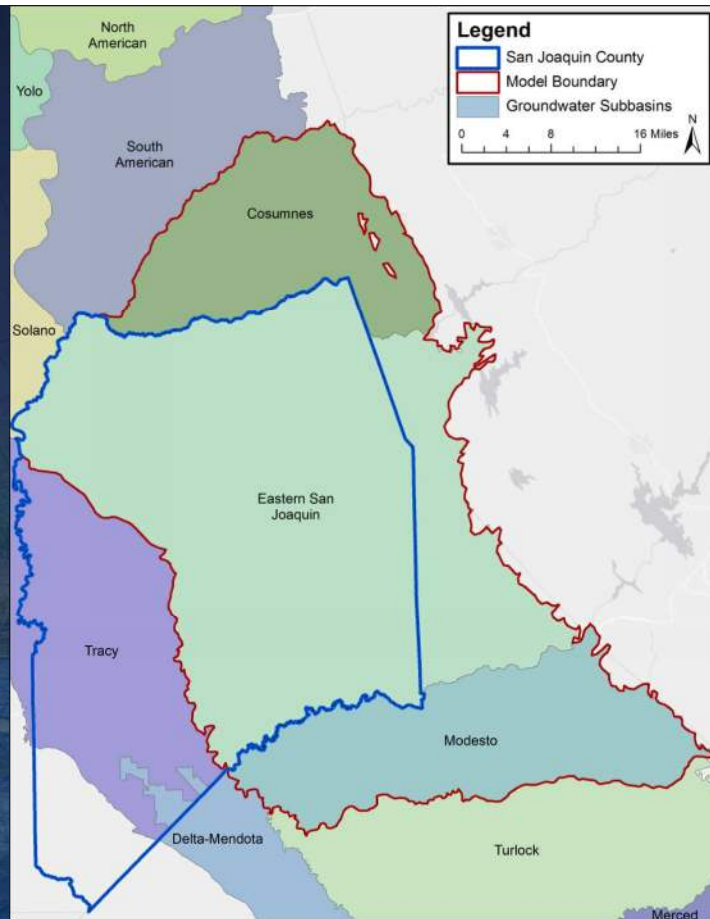 North
American
Legend
San Joaquin County
Model Boundary
Groundwater Subbasins
N
0 4 8 16 Miles
Yolo
South
American
Cosumnes
Solano
Eastern San
Joaquin
Tracy
Modesto
Delta-Mendota
Turlock
Merced